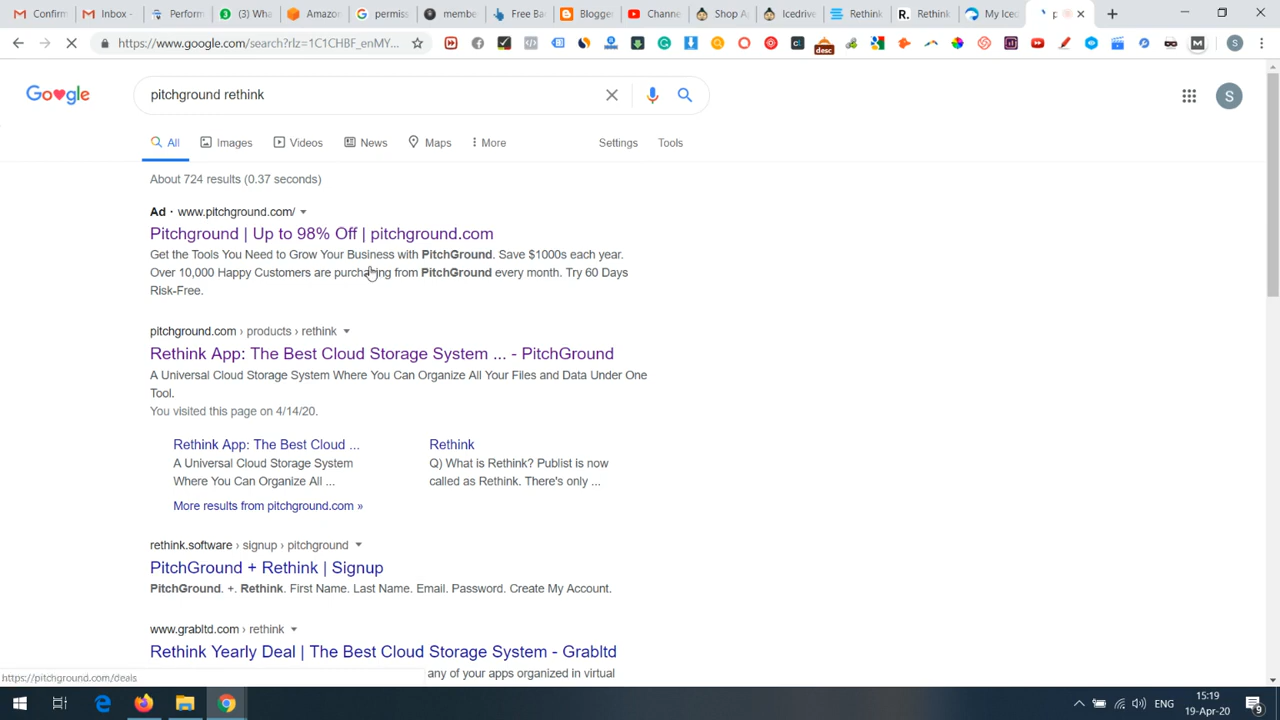 Confirm
Inbox -
Perform
(3) Wha
Amazo
permiss
membe
Free Ba
Blogge
Channe
Shop A
Icedrive
Rethink
Rethink
My Iced
p
https://www.google.com/search?rlz=1C1CHBF_enMY...
desc
S
Google
pitchground rethink
S
All
Images
Videos
News
Maps
More
Settings
Tools
About 724 results (0.37 seconds)
Ad · www.pitchground.com/
Pitchground | Up to 98% Off | pitchground.com
Get the Tools You Need to Grow Your Business with PitchGround. Save $1000s each year.
Over 10,000 Happy Customers are purchasing from PitchGround every month. Try 60 Days
Risk-Free.
pitchground.com › products › rethink
Rethink App: The Best Cloud Storage System ... - PitchGround
A Universal Cloud Storage System Where You Can Organize All Your Files and Data Under One
Tool.
You visited this page on 4/14/20.
Rethink App: The Best Cloud ...
A Universal Cloud Storage System
Where You Can Organize All ...
Rethink
Q) What is Rethink? Publist is now
called as Rethink. There's only ...
More results from pitchground.com »
rethink.software › signup › pitchground
PitchGround + Rethink | Signup
PitchGround. +. Rethink. First Name. Last Name. Email. Password. Create My Account.
www.grabltd.com › rethink
Rethink Yearly Deal | The Best Cloud Storage System - Grabltd
any of your apps organized in virtual
https://pitchground.com/deals
ENG
15:19
19-Apr-20
9